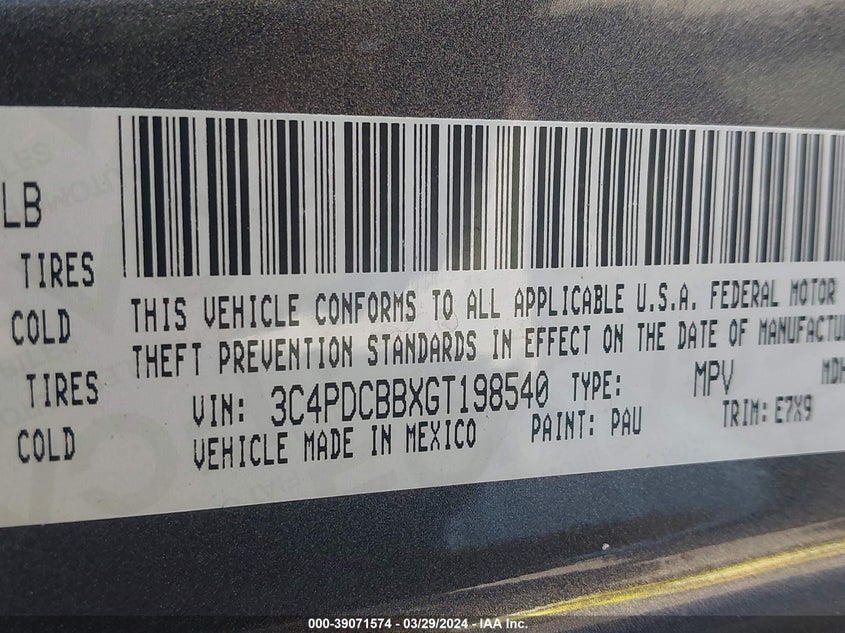 LB
TIRES
COLD
TIRES
COLD
THIS VEHICLE CONFORMS TO ALL APPLICABLE U.S.A. FEDERAL MOTOR
THEFT PREVENTION STANDARDS IN EFFECT ON THE DATE OF MANUFACTU
VIN: 3C4PDCBBXGT198540 TYPE: MPV MDH
VEHICLE MADE IN MEXICO PAINT: PAU TRIM: E7X9
000-39071574 | 03/29/2024 | IAA Inc.